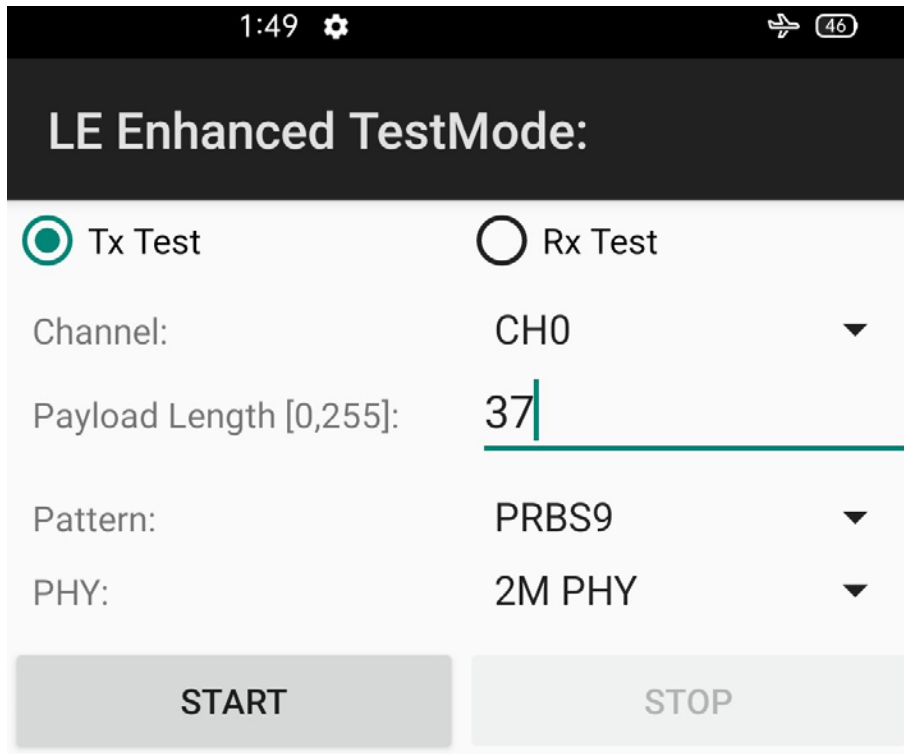 1:49 46
LE Enhanced TestMode:
Tx Test Rx Test
Channel: CH0
Payload Length [0,255]: 37
Pattern: PRBS9
PHY: 2M PHY
START STOP